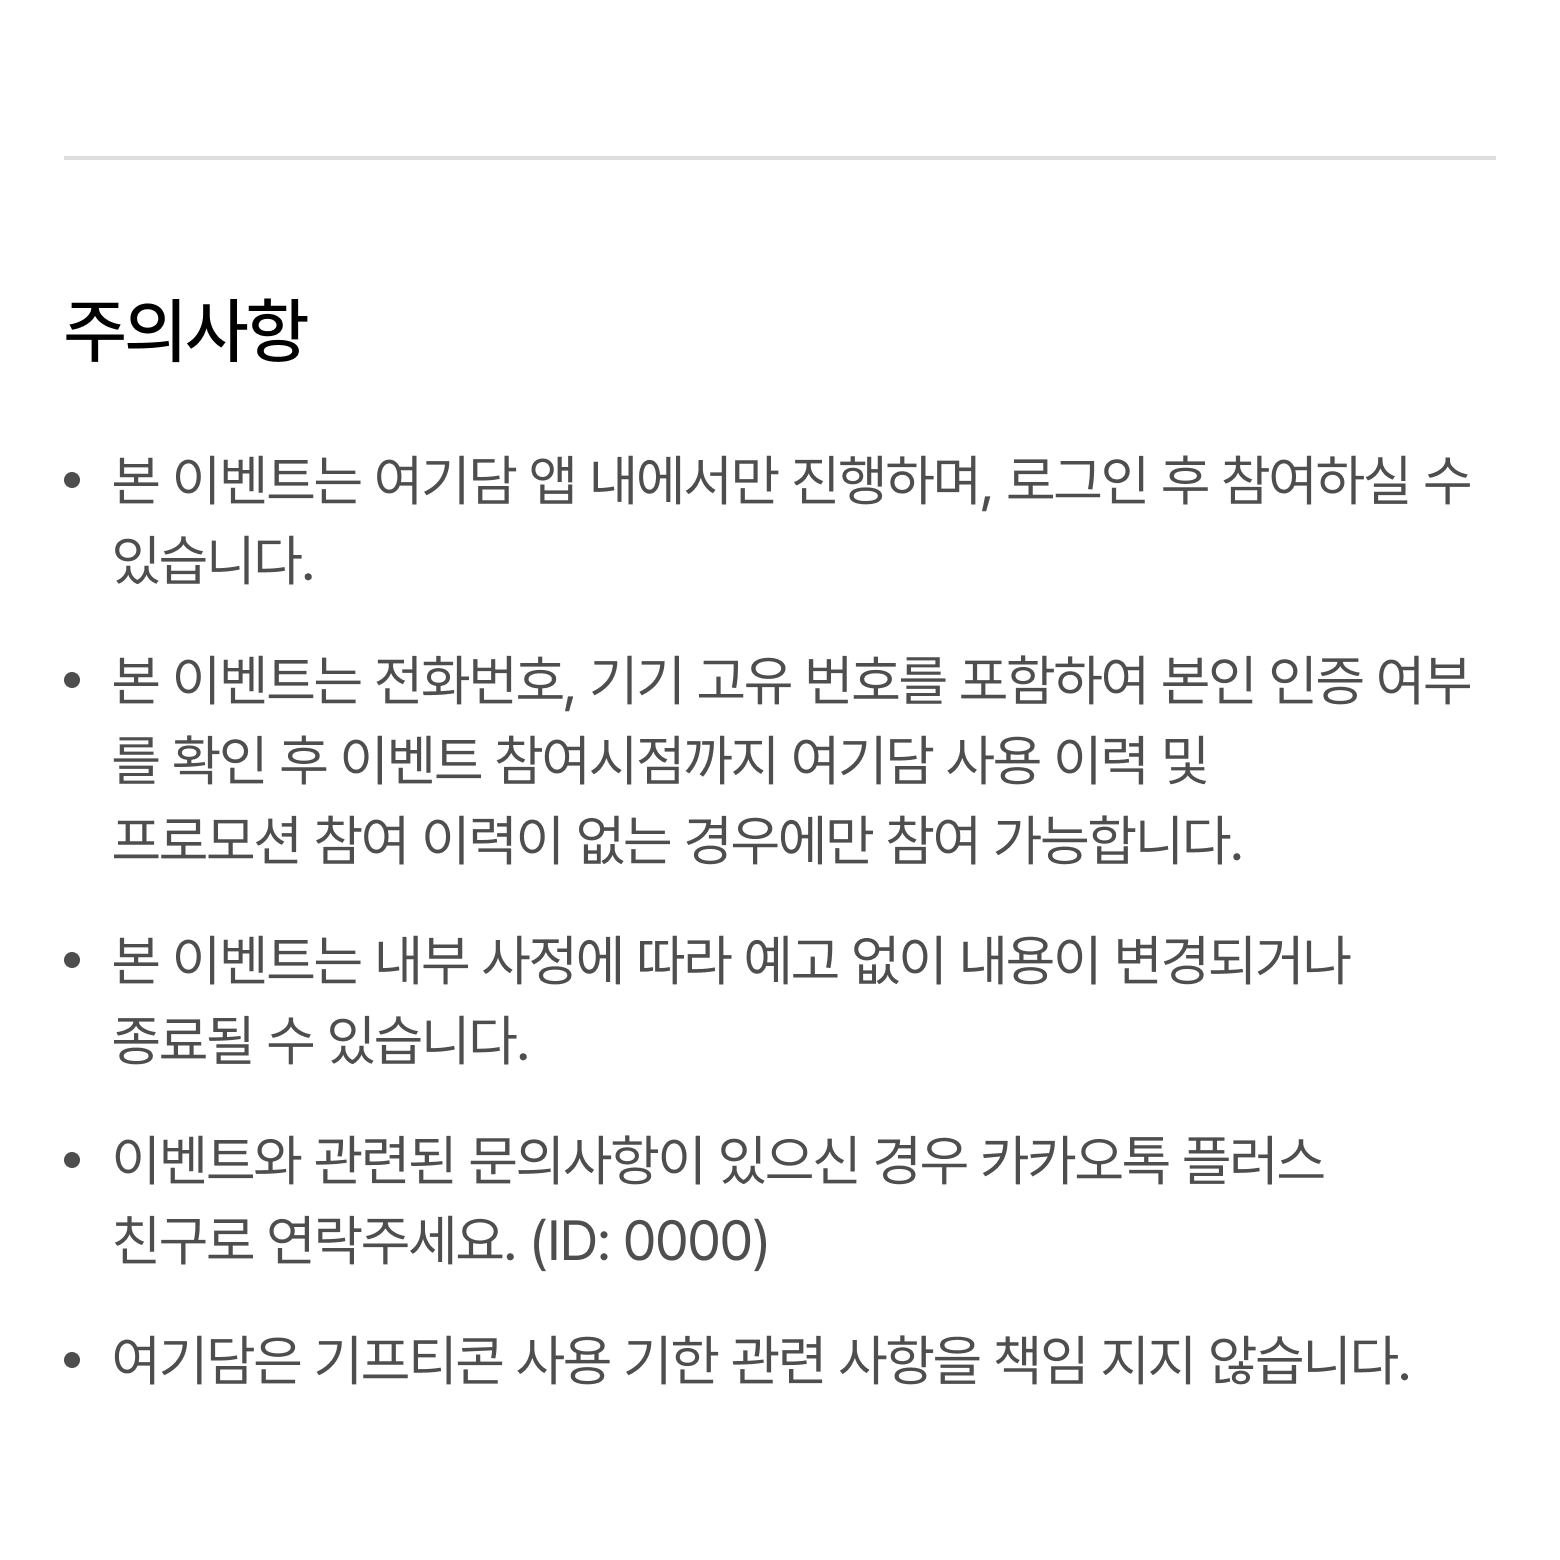 주의사항
• 본 이벤트는 여기담 앱 내에서만 진행하며, 로그인 후 참여하실 수
있습니다.
• 본 이벤트는 전화번호, 기기 고유 번호를 포함하여 본인 인증 여부
를 확인 후 이벤트 참여시점까지 여기담 사용 이력 및
프로모션 참여 이력이 없는 경우에만 참여 가능합니다.
• 본 이벤트는 내부 사정에 따라 예고 없이 내용이 변경되거나
종료될 수 있습니다.
• 이벤트와 관련된 문의사항이 있으신 경우 카카오톡 플러스
친구로 연락주세요. (ID: 0000)
• 여기담은 기프티콘 사용 기한 관련 사항을 책임 지지 않습니다.